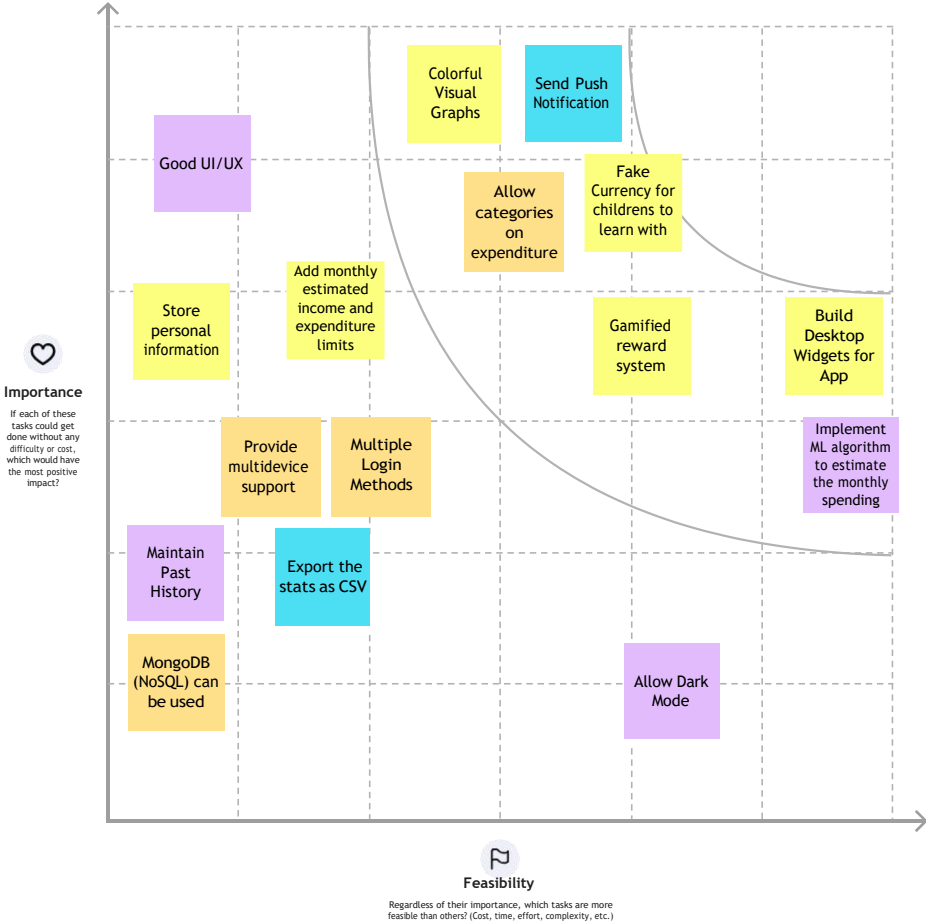 Colorful
Visual
Graphs
Send Push
Notification
Good UI/UX
Fake
Currency for
childrens to
learn with
Allow
categories
on
expenditure
Add monthly
estimated
income and
expenditure
limits
Store
personal
information
Gamified
reward
system
Build
Desktop
Widgets for
App
Importance
If each of these
tasks could get
done without any
difficulty or cost,
which would have
the most positive
impact?
Provide
multidevice
support
Multiple
Login
Methods
Implement
ML algorithm
to estimate
the monthly
spending
Maintain
Past
History
Export the
stats as CSV
MongoDB
(NoSQL) can
be used
Allow Dark
Mode
Feasibility
Regardless of their importance, which tasks are more
feasible than others? (Cost, time, effort, complexity, etc.)